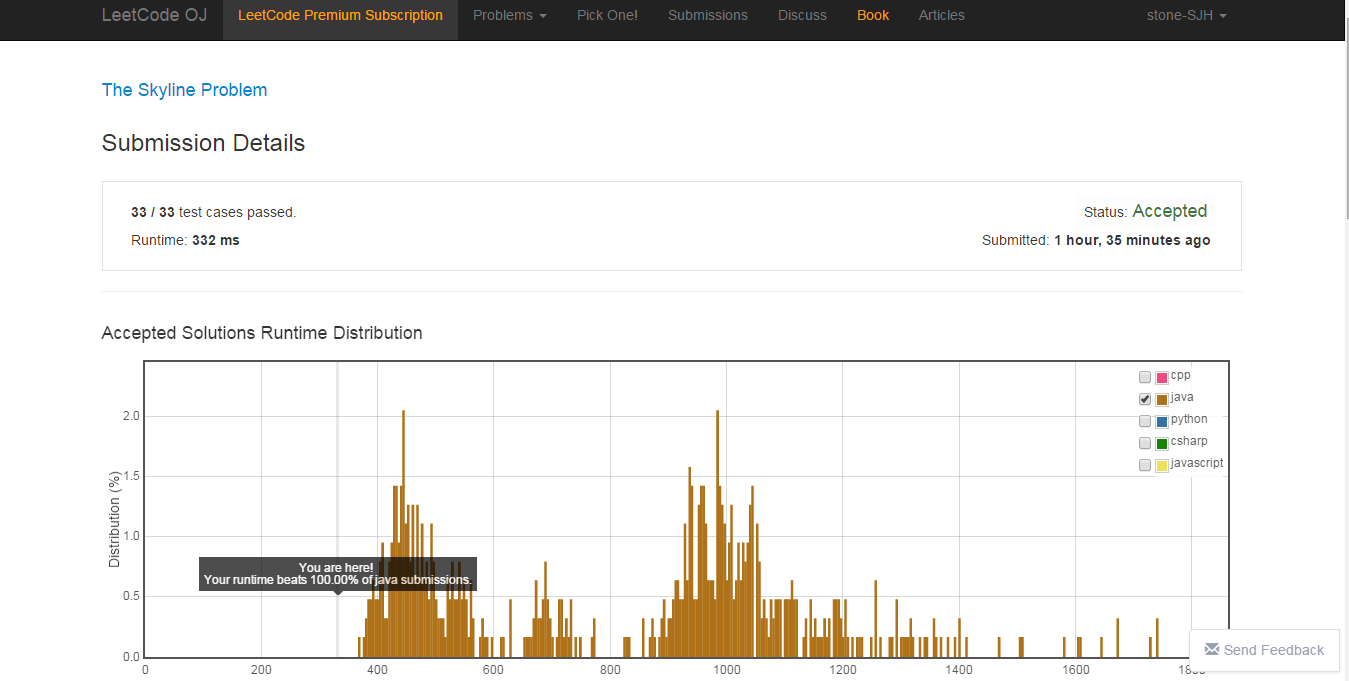 LeetCode OJ LeetCode Premium Subscription Problems Pick One! Submissions Discuss Book Articles stone-SJH
The Skyline Problem
Submission Details
33 / 33 test cases passed. Status: Accepted
Runtime: 332 ms Submitted: 1 hour, 35 minutes ago
Accepted Solutions Runtime Distribution
cpp
java
python
csharp
javascript
2.0
1.5
1.0
0.5
0.0
Distribution (%)
You are here!
Your runtime beats 100.00% of java submissions.
0 200 400 600 800 1000 1200 1400 1600
Send Feedback